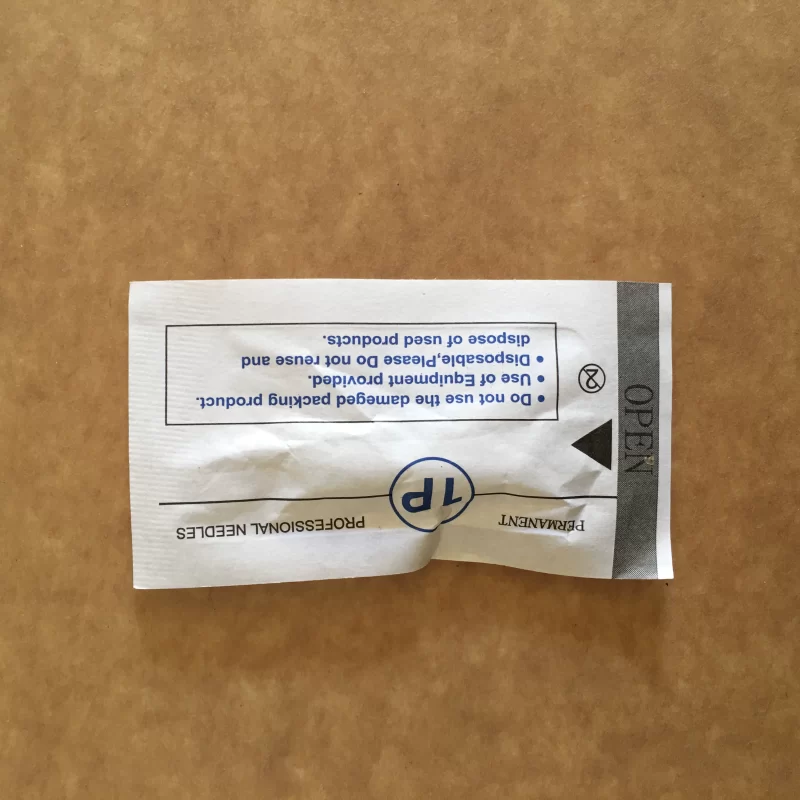 PERMANENT 1P PROFESSIONAL NEEDLES
• Do not use the dameged packing product.
• Use of Equipment provided.
• Disposable,Please Do not reuse and
dispose of used products.
OPEN